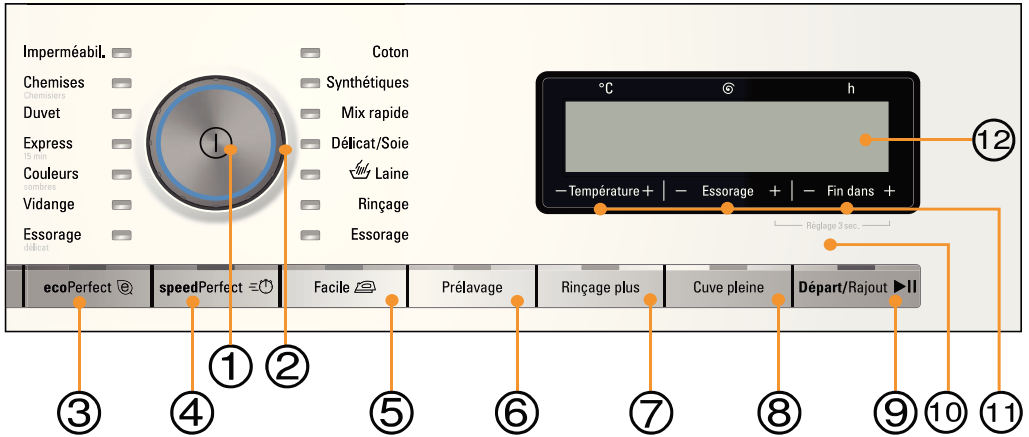 Imperméabil.
Chemises
Chemisiers
Duvet
Express
15 min
Couleurs
sombres
Vidange
Essorage
délicat
Coton
Synthétiques
Mix rapide
Délicat/Soie
Laine
Rinçage
Essorage
°C h
– Température + – Essorage + – Fin dans +
Réglage 3 sec.
ecoPerfect
speedPerfect
Facile
Prélavage
Rinçage plus
Cuve pleine
Départ/Rajout
① ②
③ ④ ⑤ ⑥ ⑦ ⑧ ⑨ ⑩ ⑪
⑫